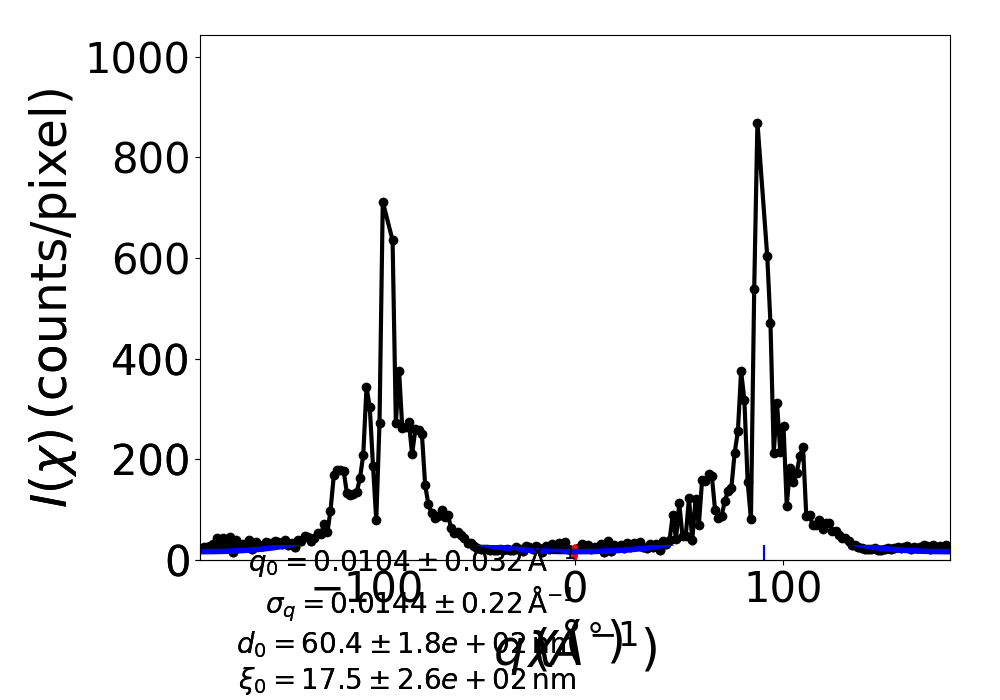 1000
800
600
400
200
0
I(χ) (counts/pixel)
−100
0
100
q₀ = 0.0104 ± 0.032 Å⁻¹
σ_q = 0.0144 ± 0.22 Å⁻¹
d₀ = 60.4 ± 1.8e + 02 nm
ξ₀ = 17.5 ± 2.6e + 02 nm